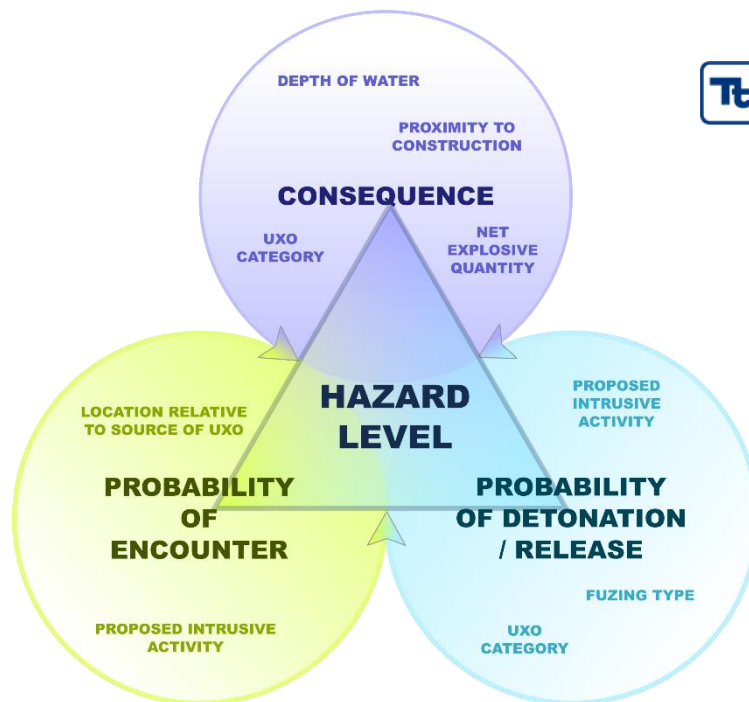 DEPTH OF WATER
Tt
PROXIMITY TO
CONSTRUCTION
CONSEQUENCE
UXO
CATEGORY
NET
EXPLOSIVE
QUANTITY
HAZARD
LEVEL
LOCATION RELATIVE
TO SOURCE OF UXO
PROBABILITY
OF
ENCOUNTER
PROPOSED INTRUSIVE
ACTIVITY
PROPOSED
INTRUSIVE
ACTIVITY
PROBABILITY
OF DETONATION
/ RELEASE
FUZING TYPE
UXO
CATEGORY